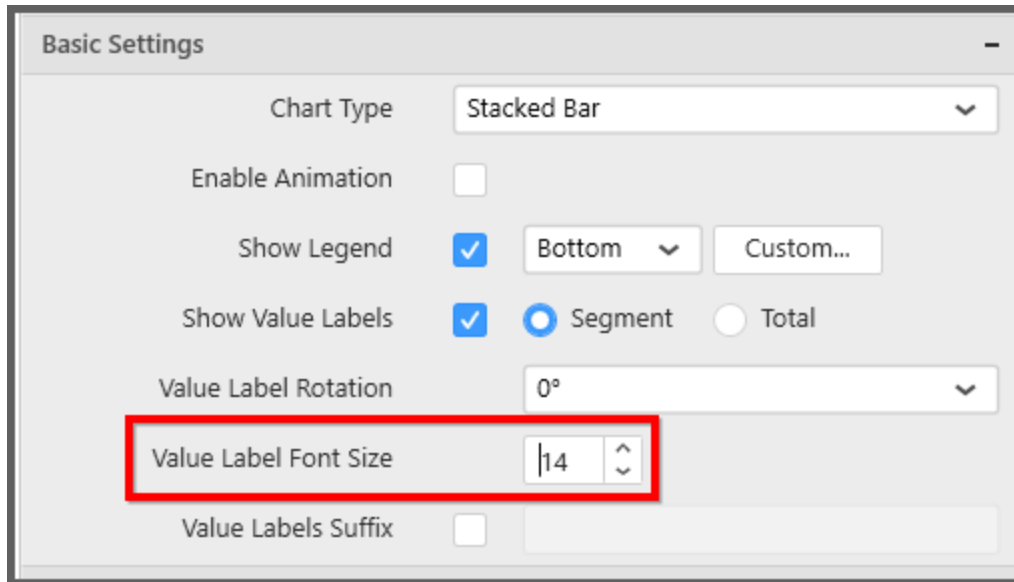 Basic Settings
Chart Type Stacked Bar
Enable Animation
Show Legend Bottom Custom...
Show Value Labels Segment Total
Value Label Rotation 0°
Value Label Font Size 14
Value Labels Suffix